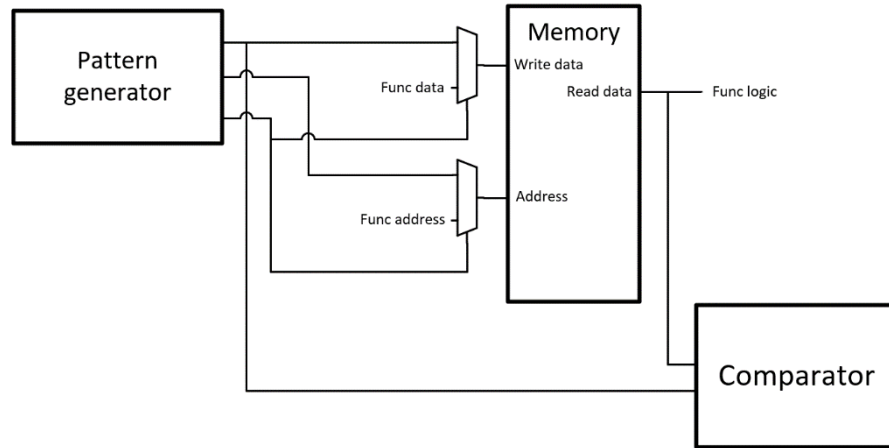 Pattern
generator
Func data
Memory
Write data
Read data
Func logic
Address
Func address
Comparator